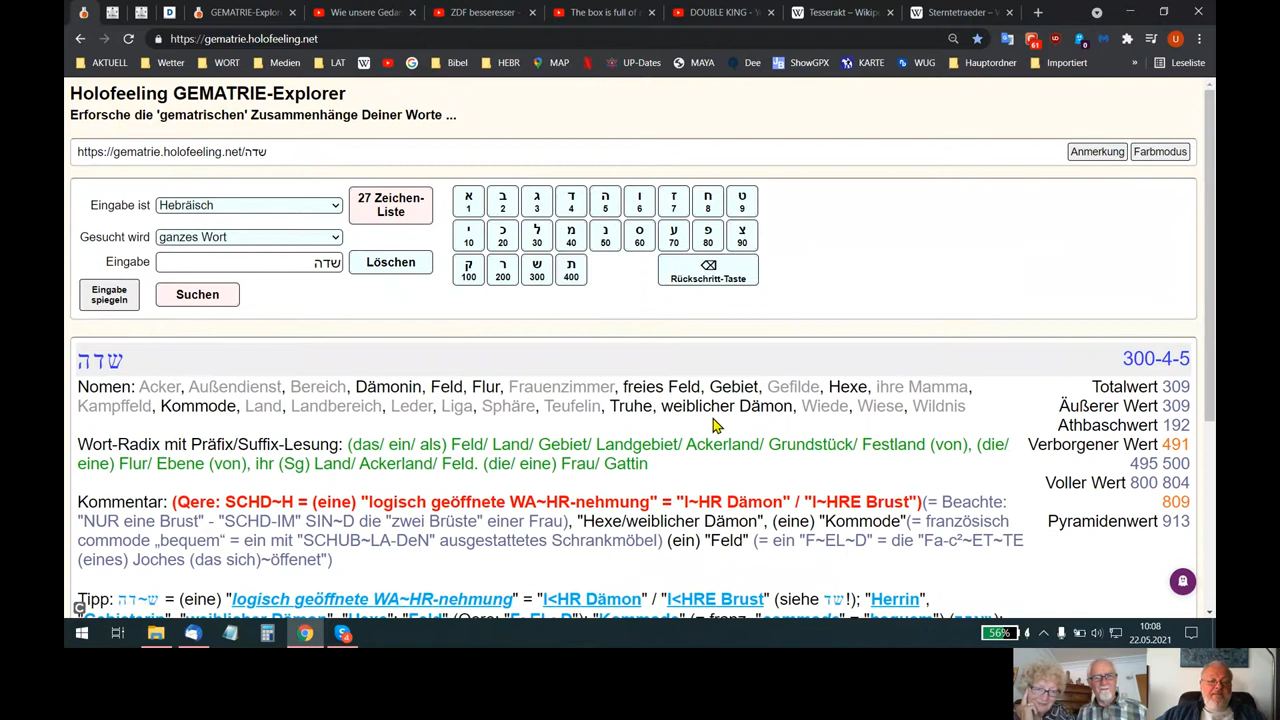 GEMATRIE-Explor
Wie unsere Gedar
ZDF besseresser -
The box is full of s
DOUBLE KING - Y
Tesserakt – Wikipe
Sterntetraeder – W
https://gematrie.holofeeling.net
61
0
U
AKTUELL
Wetter
WORT
Medien
LAT
Bibel
HEBR
MAP
UP-Dates
MAYA
Dee
ShowGPX
KARTE
WUG
Hauptordner
Importiert
»
Leseliste
Holofeeling GEMATRIE-Explorer
Erforsche die 'gematrischen' Zusammenhänge Deiner Worte ...
https://gematrie.holofeeling.net/שדה
Anmerkung
Farbmodus
Eingabe ist
Hebräisch
27 Zeichen-
Liste
Gesucht wird
ganzes Wort
Eingabe
שדה
Löschen
Eingabe
spiegeln
Suchen
א ב ג ד ה ו ז ח ט
1 2 3 4 5 6 7 8 9
י כ ל מ נ ס ע פ צ
10 20 30 40 50 60 70 80 90
ק ר ש ת
100 200 300 400
⌫
Rückschritt-Taste
שדה
300-4-5
Nomen: Acker, Außendienst, Bereich, Dämonin, Feld, Flur, Frauenzimmer, freies Feld, Gebiet, Gefilde, Hexe, ihre Mamma,
Kampffeld, Kommode, Land, Landbereich, Leder, Liga, Sphäre, Teufelin, Truhe, weiblicher Dämon, Wiede, Wiese, Wildnis
Wort-Radix mit Präfix/Suffix-Lesung: (das/ ein/ als) Feld/ Land/ Gebiet/ Landgebiet/ Ackerland/ Grundstück/ Festland (von), (die/
eine) Flur/ Ebene (von), ihr (Sg) Land/ Ackerland/ Feld. (die/ eine) Frau/ Gattin
Kommentar: (Qere: SCHD~H = (eine) "logisch geöffnete WA~HR-nehmung" = "I~HR Dämon" / "I~HRE Brust")(= Beachte:
"NUR eine Brust" - "SCHD-IM" SIN~D die "zwei Brüste" einer Frau), "Hexe/weiblicher Dämon", (eine) "Kommode"(= französisch
commode „bequem“ = ein mit "SCHUB~LA-DeN" ausgestattetes Schrankmöbel) (ein) "Feld" (= ein "F~EL~D" = die "Fa-c²~ET~TE
(eines) Joches (das sich)~öffenet")
Tipp: ש~דה = (eine) "logisch geöffnete WA~HR-nehmung" = "I<HR Dämon" / "I<HRE Brust" (siehe שד!); "Herrin",
Totalwert 309
Äußerer Wert 309
Athbaschwert 192
Verborgener Wert 491
495 500
Voller Wert 800 804
809
Pyramidenwert 913
56%
10:08
22.05.2021